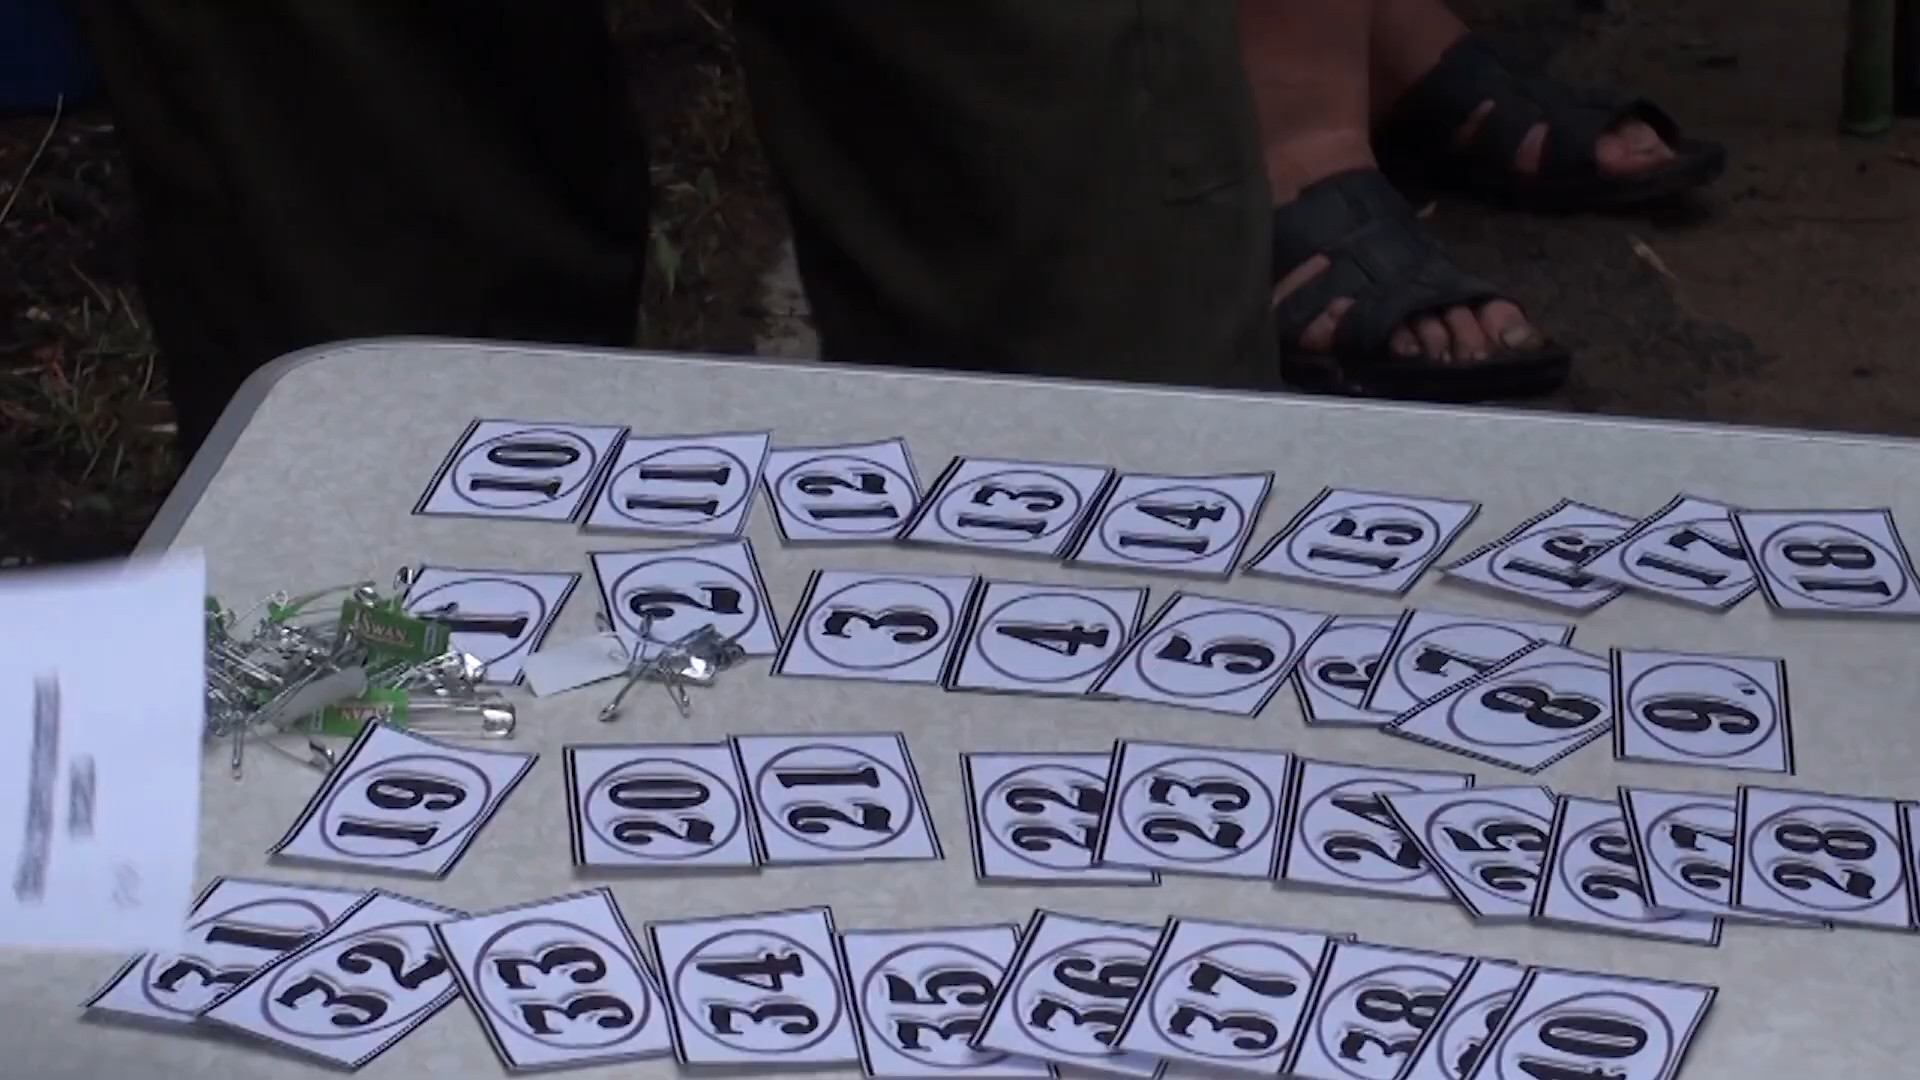 10 11 12 13 14 15 16 17 18
1 2 3 4 5 6 7 8 9.
SWAN
19 20 21 22 23 24 25 26 27 28
31 32 33 34 35 36 37 38 40